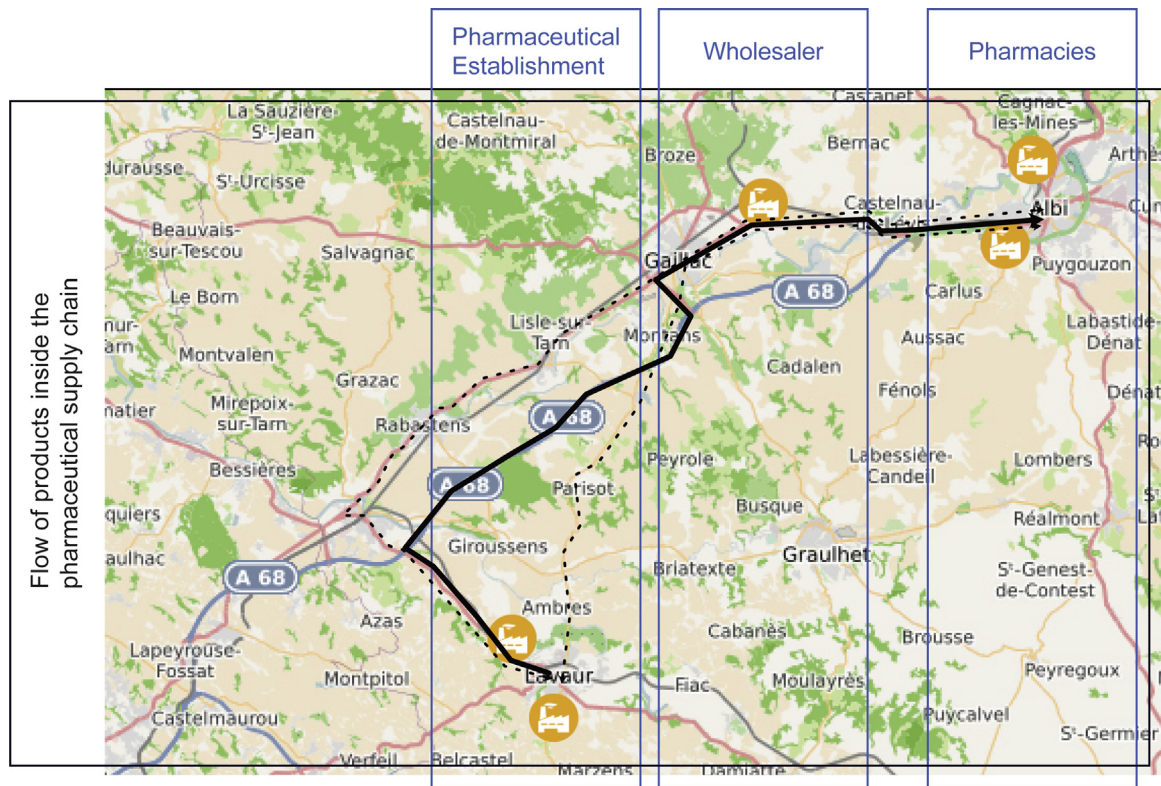 Pharmaceutical
Establishment
Wholesaler
Pharmacies
Flow of products inside the
pharmaceutical supply chain
La Sauzière-
Sᵗ-Jean
Castelnau-
de-Montmiral
Castanet
Cagnac-
les-Mines
Broze
Bernac
Sᵗ-Urcisse
Castelnau-
Albi
Beauvais-
sur-Tescou
Salvagnac
Gaillac
Puygouzon
Le Born
A 68
Carlus
Lisle-sur-
Tarn
Montans
Labastide-
Dénat
Montvalen
Aussac
Grazac
Cadalen
Fénols
Mirepoix-
sur-Tarn
Rabastens
A 68
Bessières
A 68
Parisot
Peyrole
Labessière-
Candeil
Lombers
Busque
Réalmont
Giroussens
Graulhet
A 68
Briatexte
Sᵗ-Genest-
de-Contest
Ambres
Azas
Cabanès
Brousse
Lapeyrouse-
Fossat
Montpitol
Lavaur
Fiac
Moulayrès
Peyregoux
Castelmaurou
Puycalvel
Sᵗ-Germier
Verfeil
Belcastel
Marzens
Damiatte